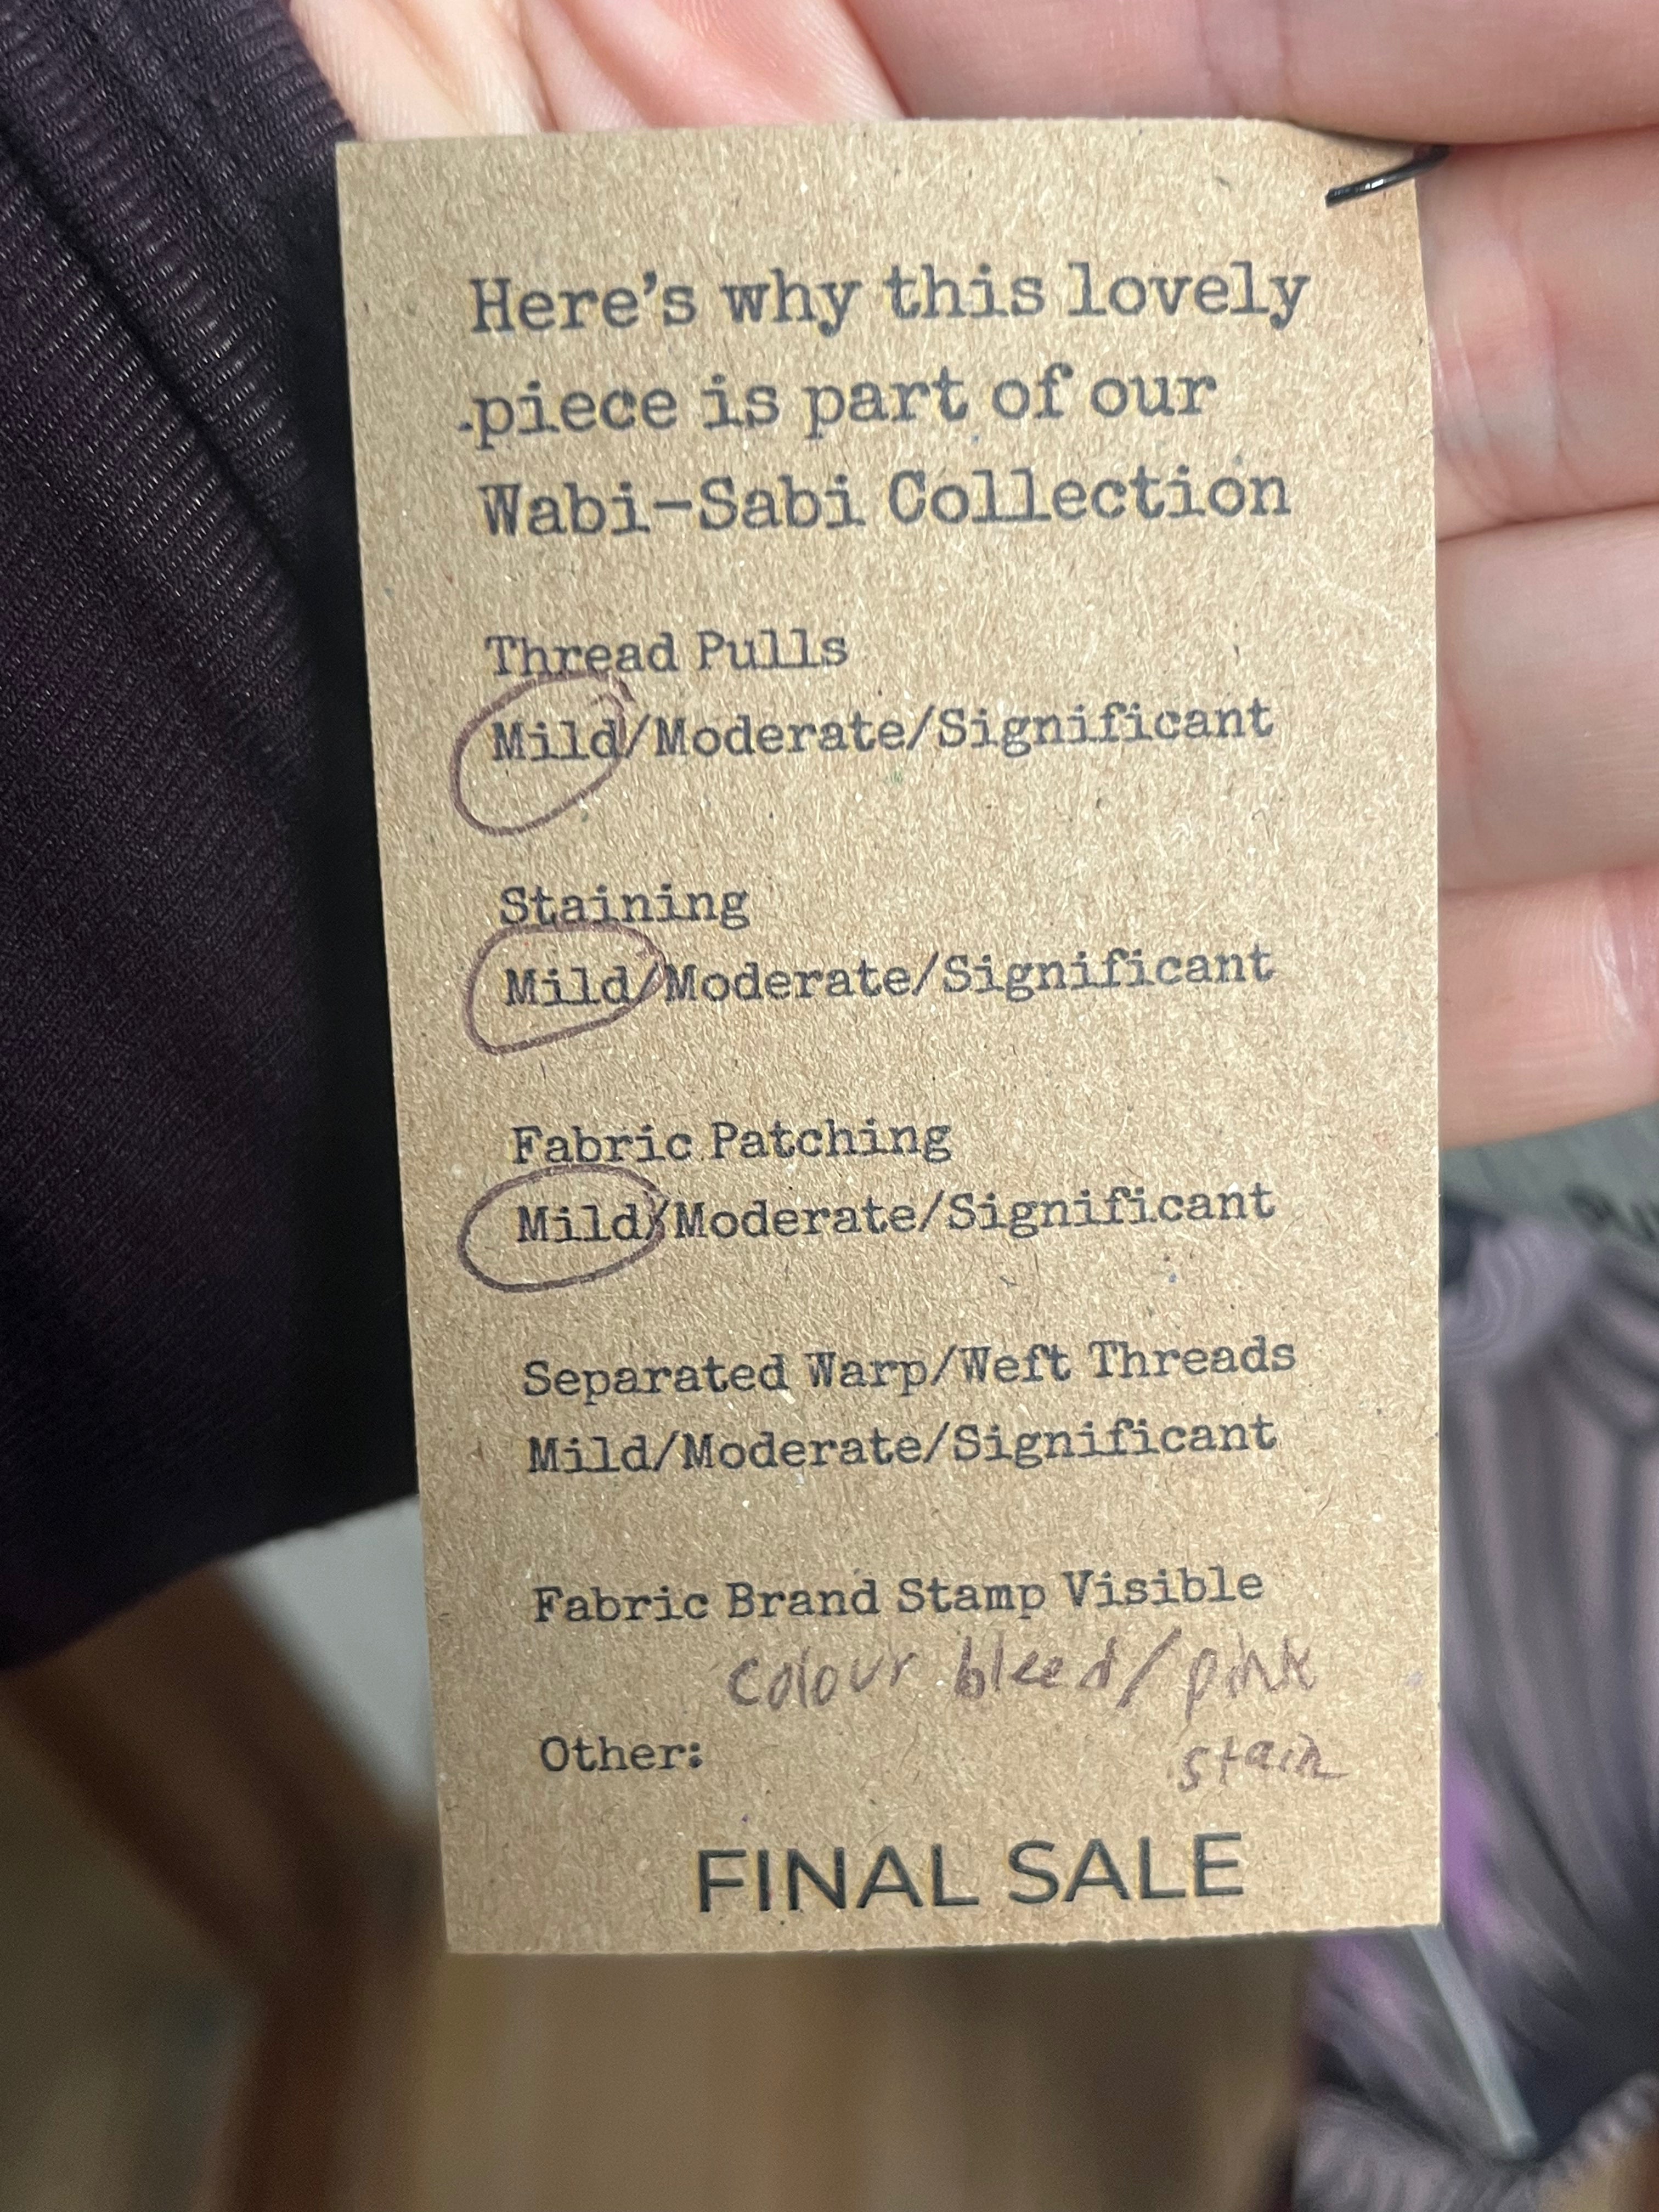 Here's why this lovely
piece is part of our
Wabi-Sabi Collection
Thread Pulls
Mild/Moderate/Significant
Staining
Mild/Moderate/Significant
Fabric Patching
Mild/Moderate/Significant
Separated Warp/Weft Threads
Mild/Moderate/Significant
Fabric Brand Stamp Visible
colour bleed/pink
Other: stain
FINAL SALE